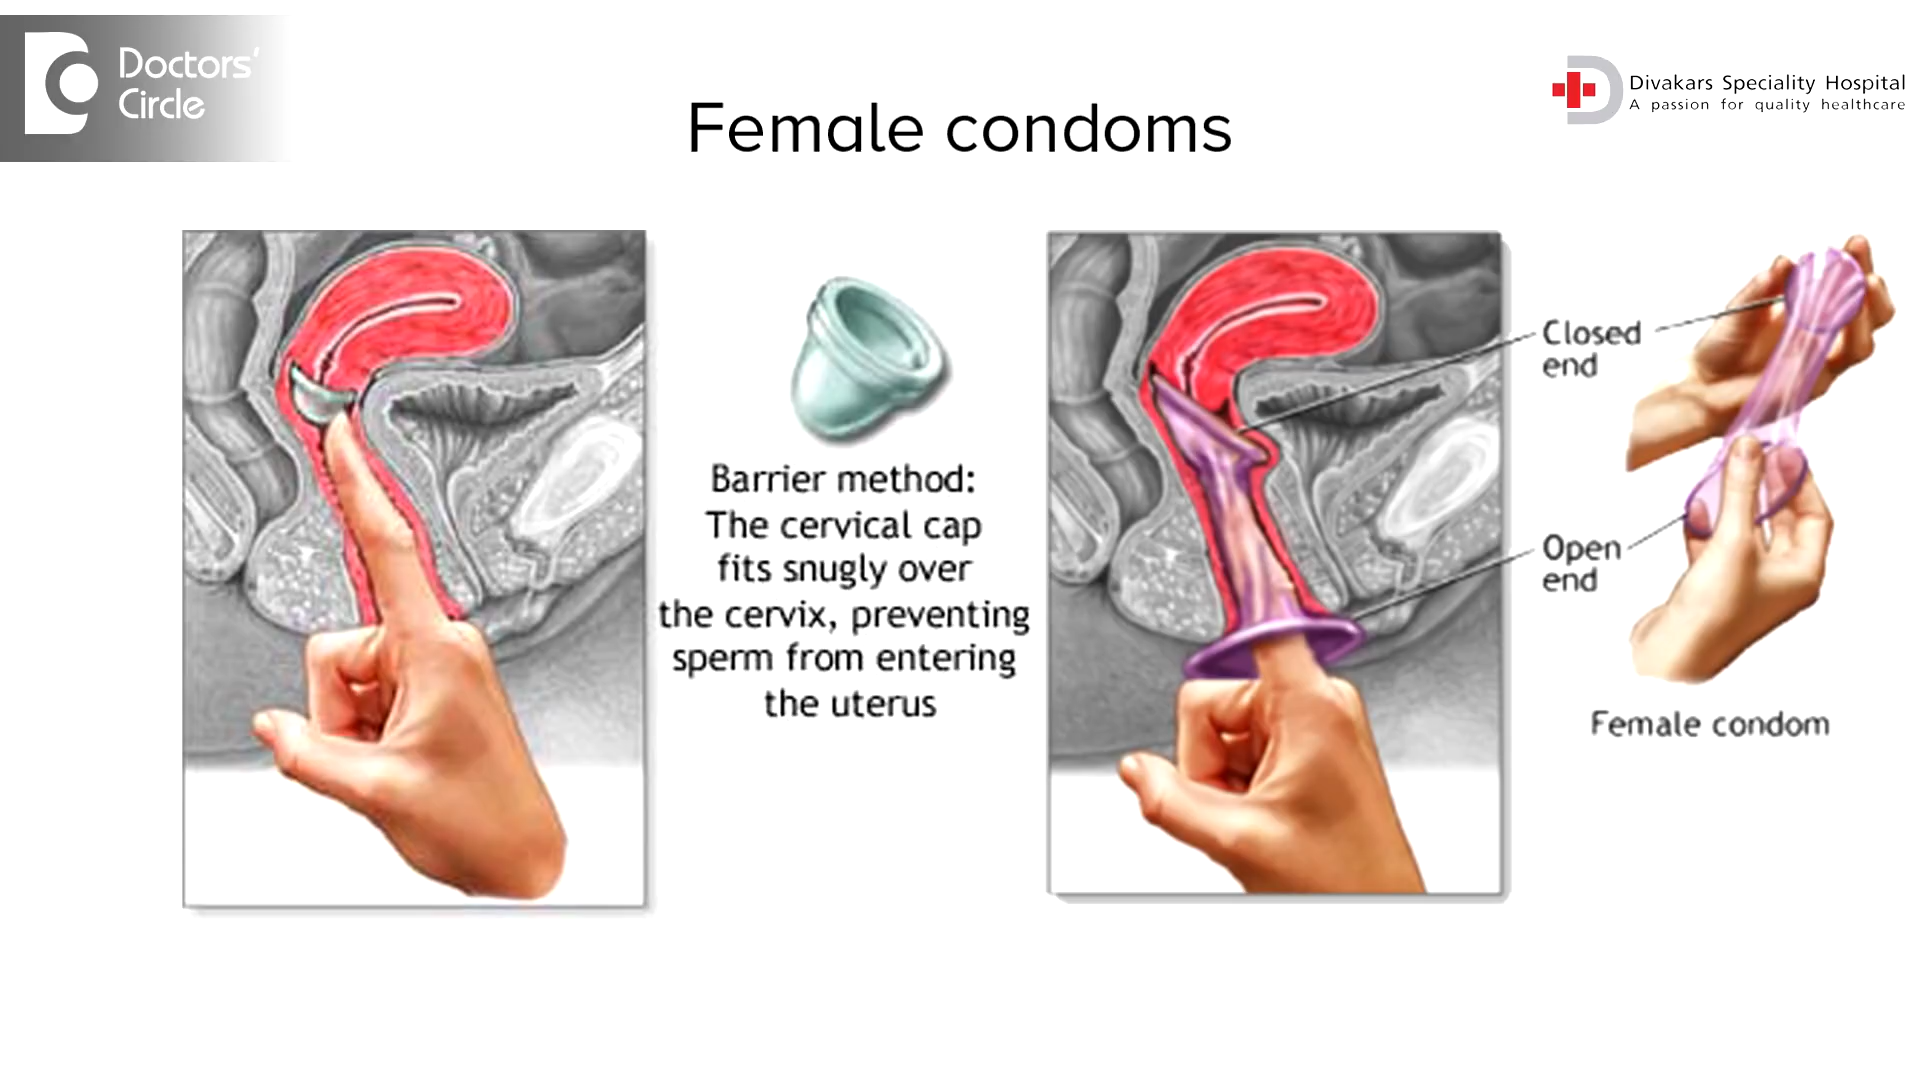 Doctors'
Circle
Divakars Speciality Hospital
A passion for quality healthcare
Female condoms
Barrier method:
The cervical cap
fits snugly over
the cervix, preventing
sperm from entering
the uterus
Closed
end
Open
end
Female condom